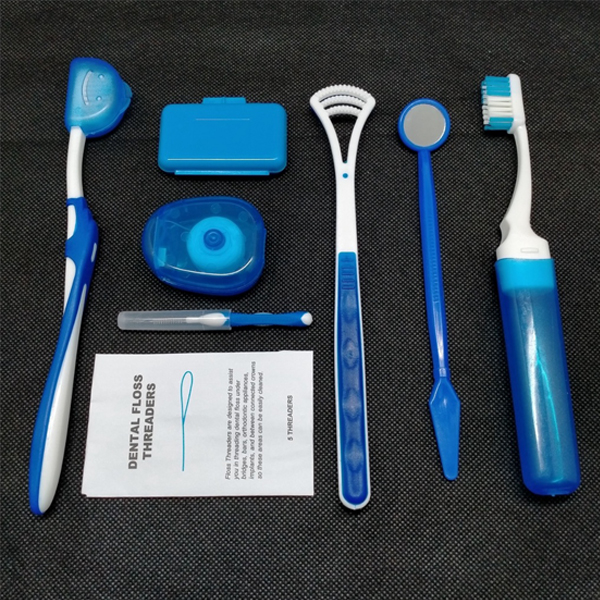 DENTAL FLOSS
THREADERS
Floss Threaders are designed to assist
you in threading dental floss under
bridges, bars, orthodontic appliances,
implants, and between connected crowns
so these areas can be easily cleaned.
5 THREADERS